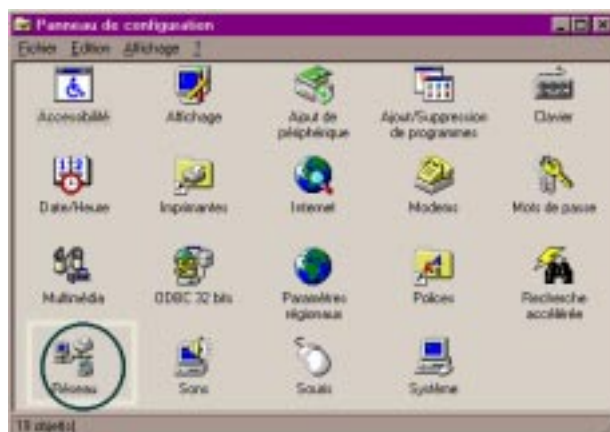 Panneau de configuration
Fichier Edition Affichage ?
Accessibilité Affichage Ajout de périphérique Ajout/Suppression de programmes Clavier
Date/Heure Imprimantes Internet Modems Mots de passe
Multimédia ODBC 32 bits Paramètres régionaux Polices Recherche accélérée
Réseau Sons Souris Système
19 objet(s)